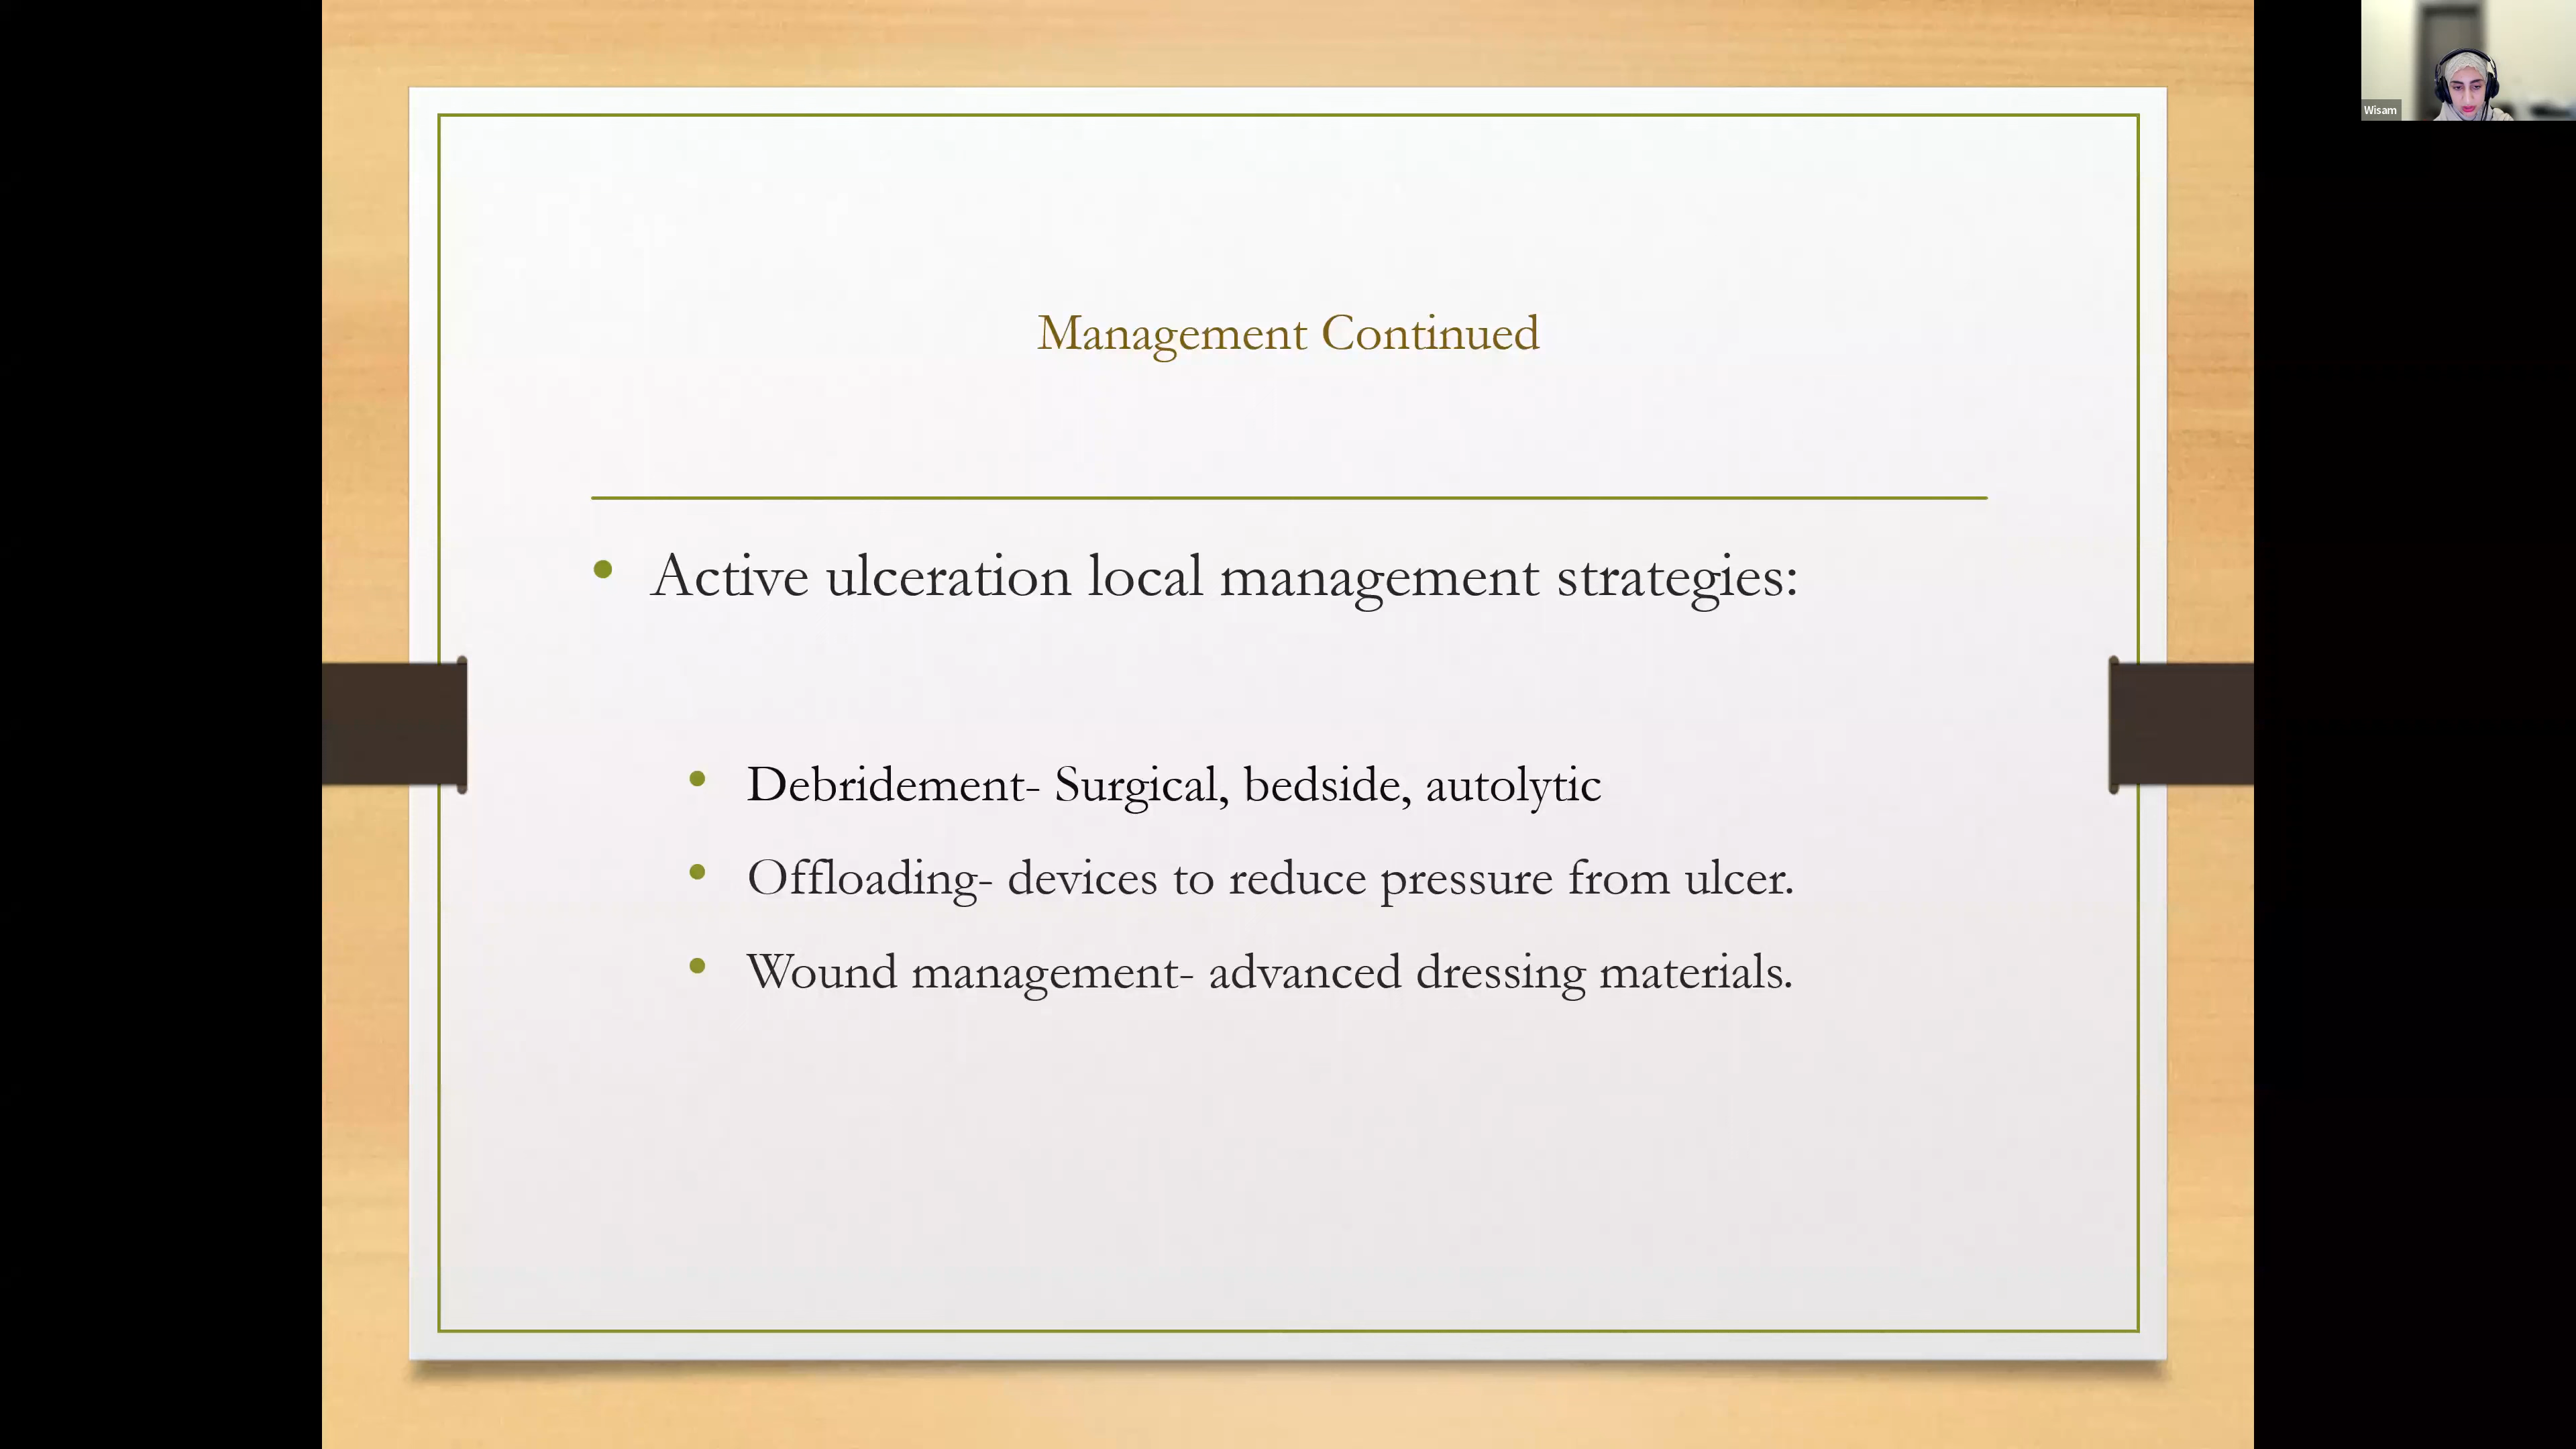 Wisam
Management Continued
• Active ulceration local management strategies:
• Debridement- Surgical, bedside, autolytic
• Offloading- devices to reduce pressure from ulcer.
• Wound management- advanced dressing materials.